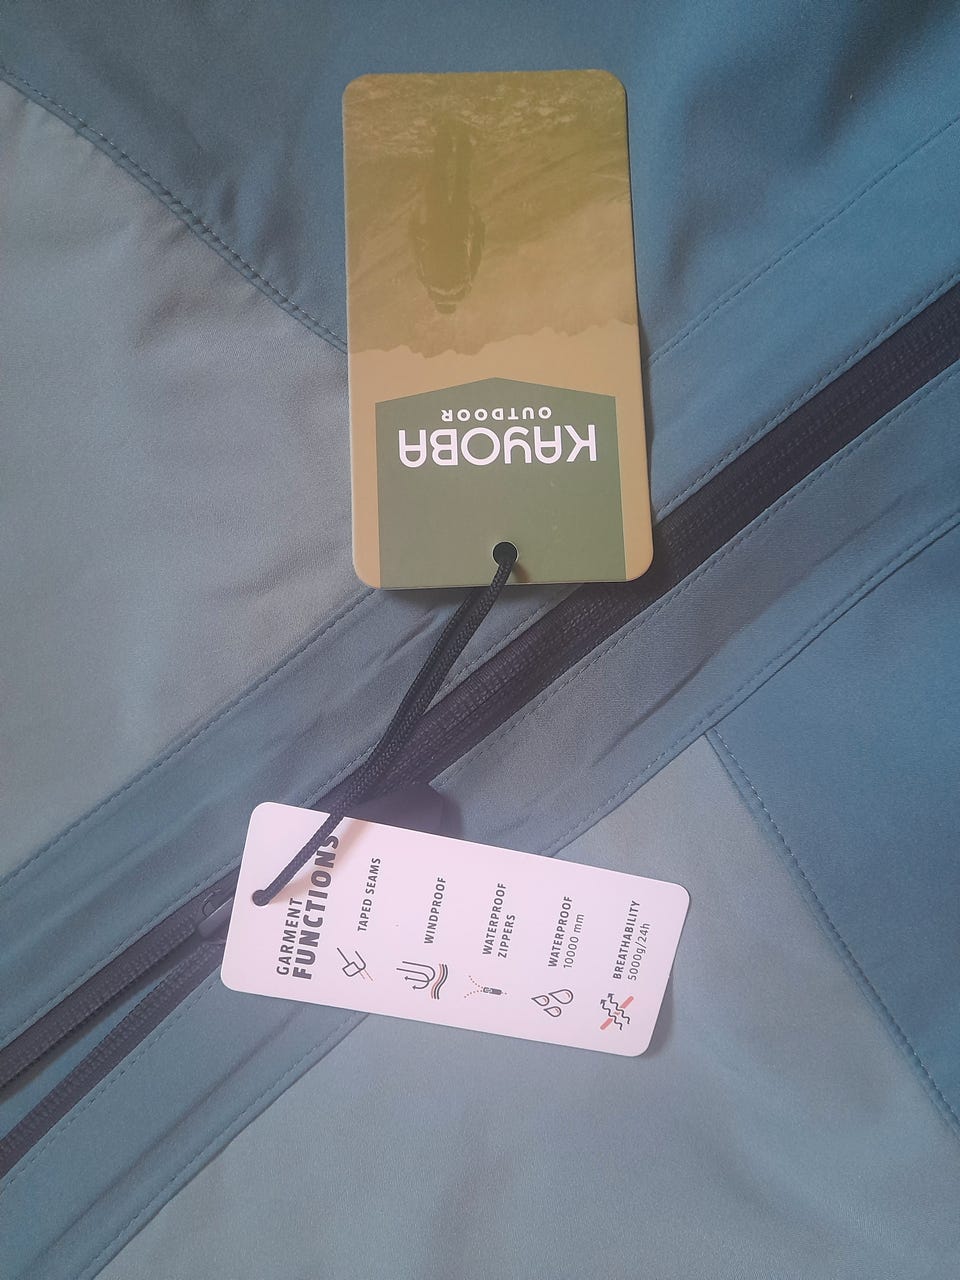 KAYOBA
OUTDOOR
GARMENT
FUNCTIONS
TAPED SEAMS
WINDPROOF
WATERPROOF
ZIPPERS
WATERPROOF
10000 mm
BREATHABILITY
5000g/24h